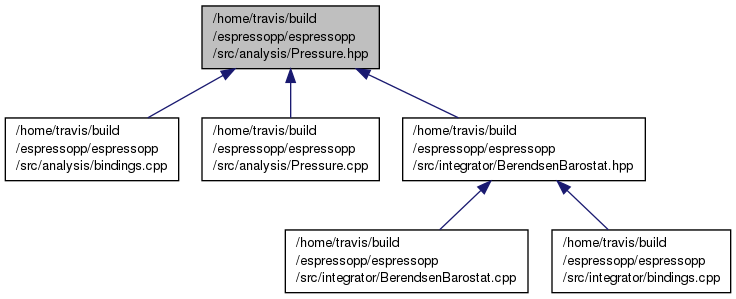 /home/travis/build
/espressopp/espressopp
/src/analysis/Pressure.hpp
/home/travis/build
/espressopp/espressopp
/src/analysis/bindings.cpp
/home/travis/build
/espressopp/espressopp
/src/analysis/Pressure.cpp
/home/travis/build
/espressopp/espressopp
/src/integrator/BerendsenBarostat.hpp
/home/travis/build
/espressopp/espressopp
/src/integrator/BerendsenBarostat.cpp
/home/travis/build
/espressopp/espressopp
/src/integrator/bindings.cpp